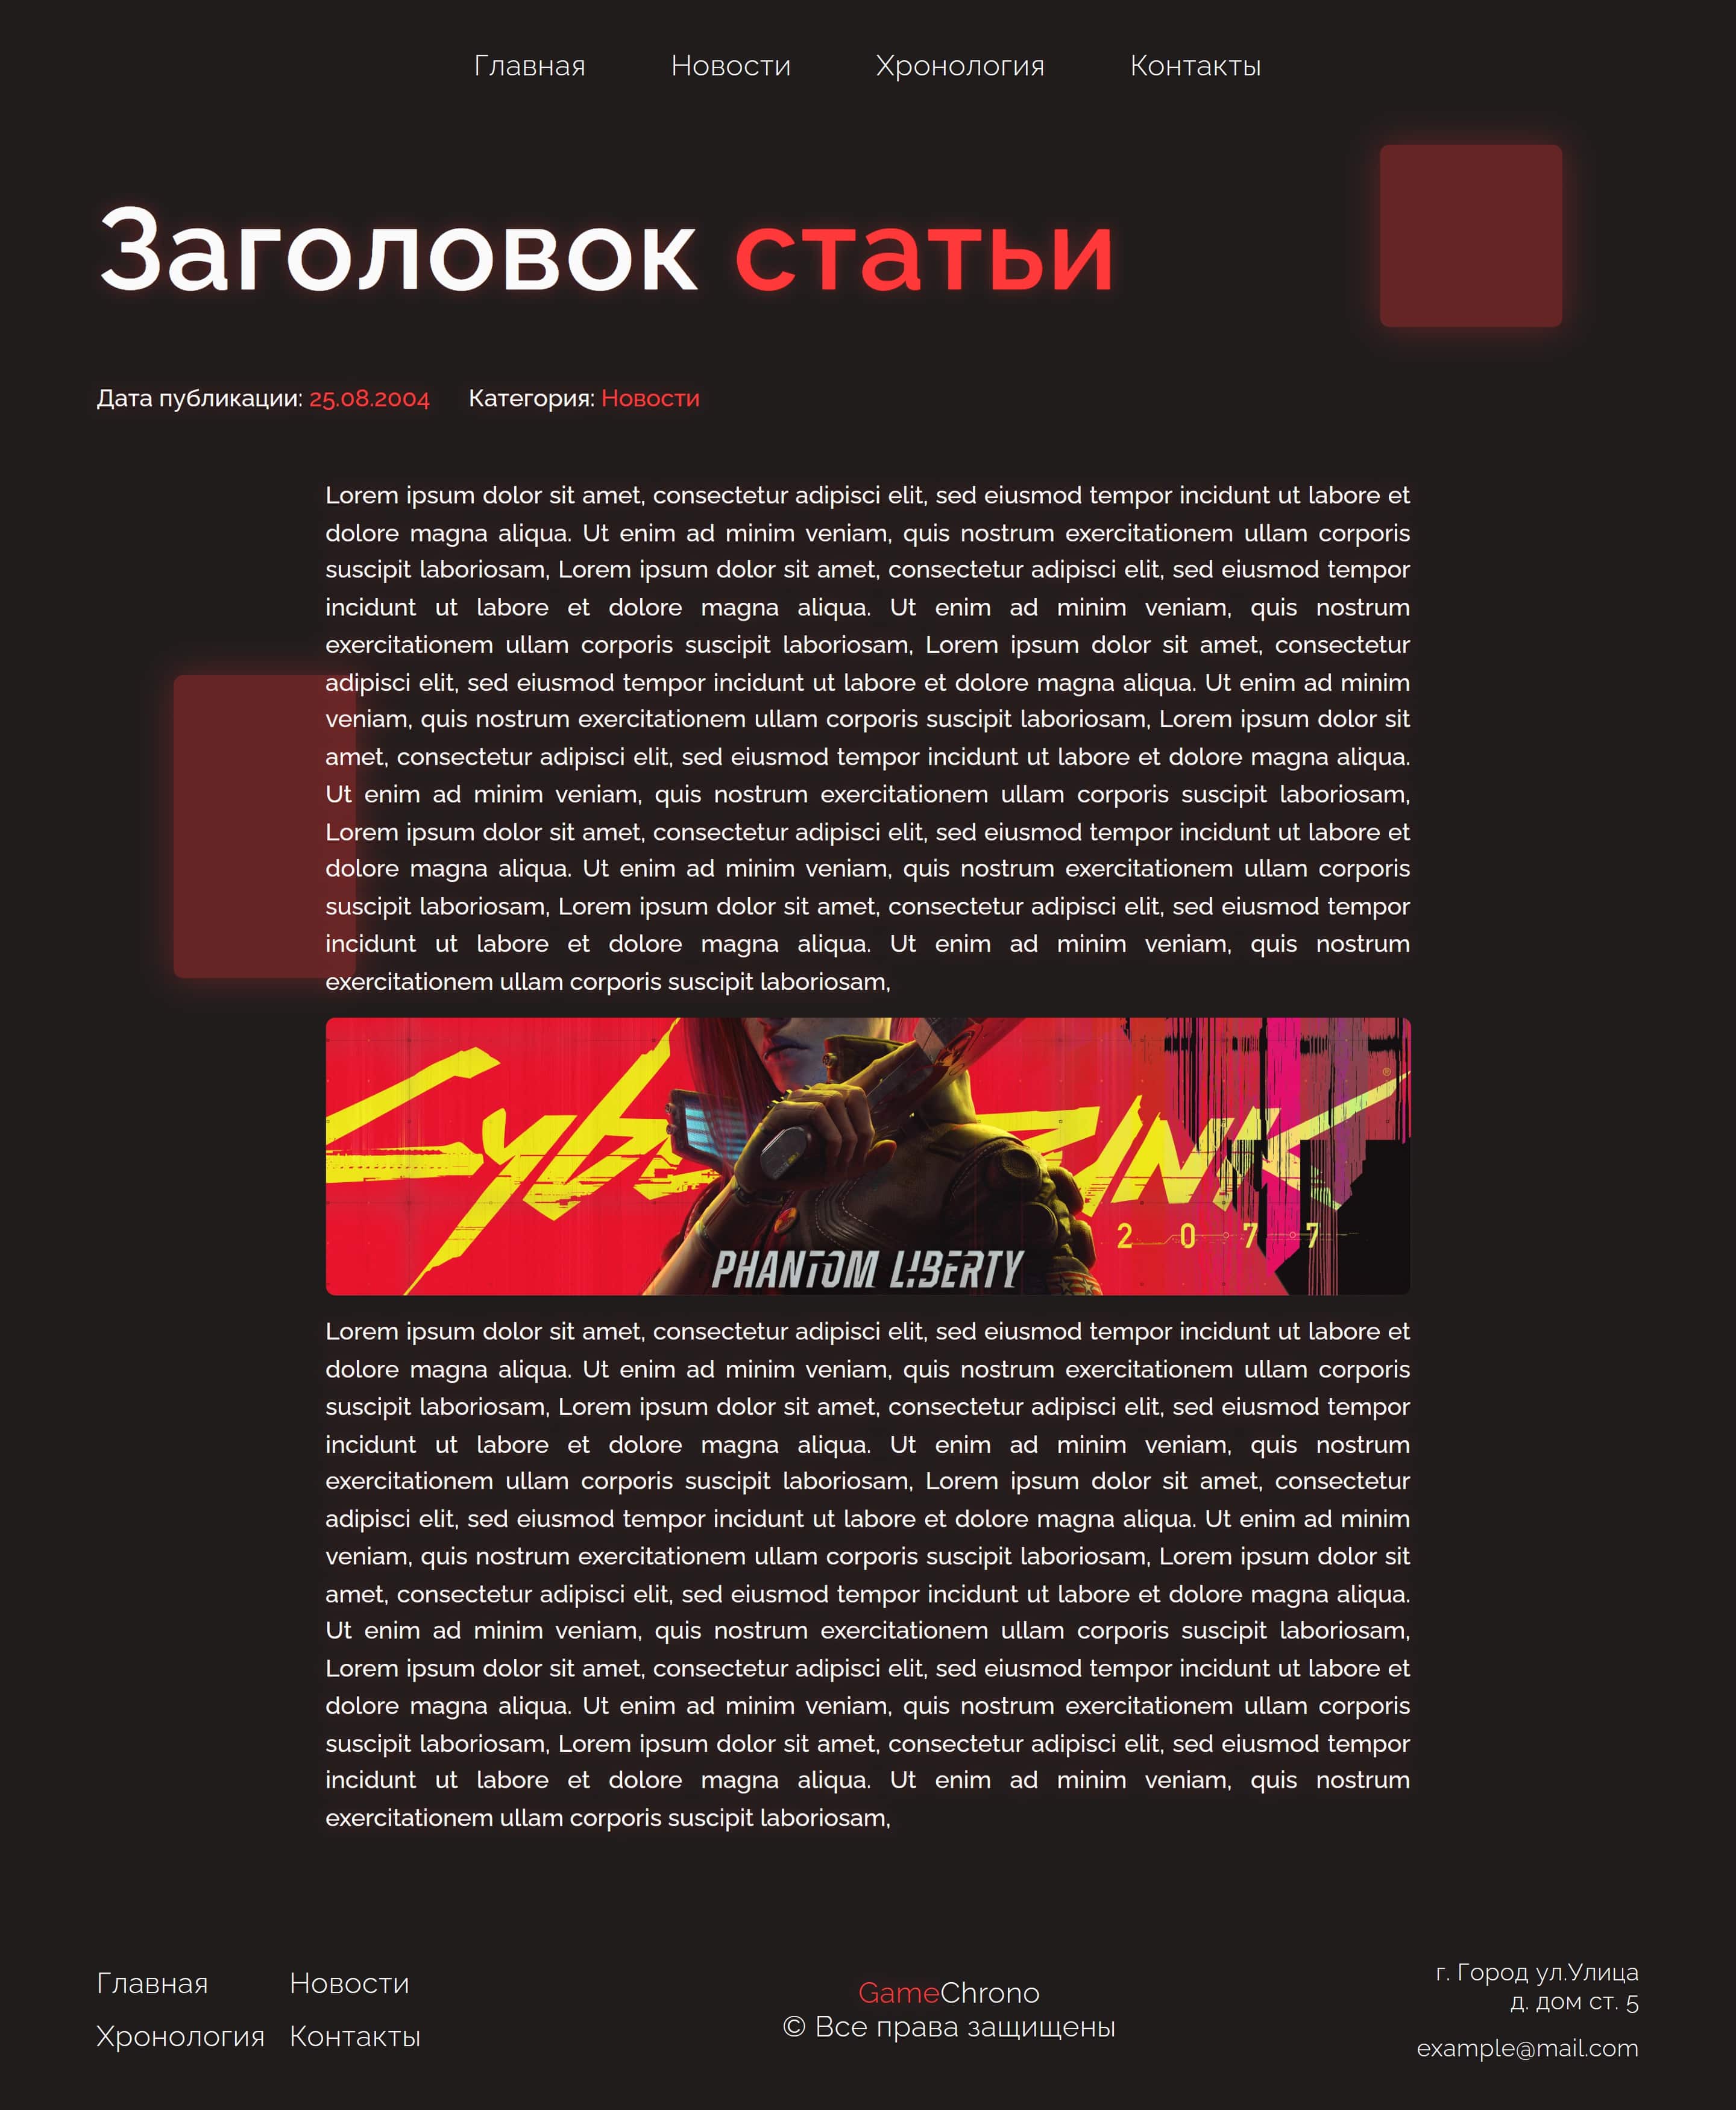 Главная Новости Хронология Контакты
Заголовок статьи
Дата публикации: 25.08.2004 Категория: Новости
Lorem ipsum dolor sit amet, consectetur adipisci elit, sed eiusmod tempor incidunt ut labore et
dolore magna aliqua. Ut enim ad minim veniam, quis nostrum exercitationem ullam corporis
suscipit laboriosam, Lorem ipsum dolor sit amet, consectetur adipisci elit, sed eiusmod tempor
incidunt ut labore et dolore magna aliqua. Ut enim ad minim veniam, quis nostrum
exercitationem ullam corporis suscipit laboriosam, Lorem ipsum dolor sit amet, consectetur
adipisci elit, sed eiusmod tempor incidunt ut labore et dolore magna aliqua. Ut enim ad minim
veniam, quis nostrum exercitationem ullam corporis suscipit laboriosam, Lorem ipsum dolor sit
amet, consectetur adipisci elit, sed eiusmod tempor incidunt ut labore et dolore magna aliqua.
Ut enim ad minim veniam, quis nostrum exercitationem ullam corporis suscipit laboriosam,
Lorem ipsum dolor sit amet, consectetur adipisci elit, sed eiusmod tempor incidunt ut labore et
dolore magna aliqua. Ut enim ad minim veniam, quis nostrum exercitationem ullam corporis
suscipit laboriosam, Lorem ipsum dolor sit amet, consectetur adipisci elit, sed eiusmod tempor
incidunt ut labore et dolore magna aliqua. Ut enim ad minim veniam, quis nostrum
exercitationem ullam corporis suscipit laboriosam,
2077
PHANTOM LIBERTY
Lorem ipsum dolor sit amet, consectetur adipisci elit, sed eiusmod tempor incidunt ut labore et
dolore magna aliqua. Ut enim ad minim veniam, quis nostrum exercitationem ullam corporis
suscipit laboriosam, Lorem ipsum dolor sit amet, consectetur adipisci elit, sed eiusmod tempor
incidunt ut labore et dolore magna aliqua. Ut enim ad minim veniam, quis nostrum
exercitationem ullam corporis suscipit laboriosam, Lorem ipsum dolor sit amet, consectetur
adipisci elit, sed eiusmod tempor incidunt ut labore et dolore magna aliqua. Ut enim ad minim
veniam, quis nostrum exercitationem ullam corporis suscipit laboriosam, Lorem ipsum dolor sit
amet, consectetur adipisci elit, sed eiusmod tempor incidunt ut labore et dolore magna aliqua.
Ut enim ad minim veniam, quis nostrum exercitationem ullam corporis suscipit laboriosam,
Lorem ipsum dolor sit amet, consectetur adipisci elit, sed eiusmod tempor incidunt ut labore et
dolore magna aliqua. Ut enim ad minim veniam, quis nostrum exercitationem ullam corporis
suscipit laboriosam, Lorem ipsum dolor sit amet, consectetur adipisci elit, sed eiusmod tempor
incidunt ut labore et dolore magna aliqua. Ut enim ad minim veniam, quis nostrum
exercitationem ullam corporis suscipit laboriosam,
Главная Новости
Хронология Контакты
GameChrono
© Все права защищены
г. Город ул.Улица
д. дом ст. 5
example@mail.com